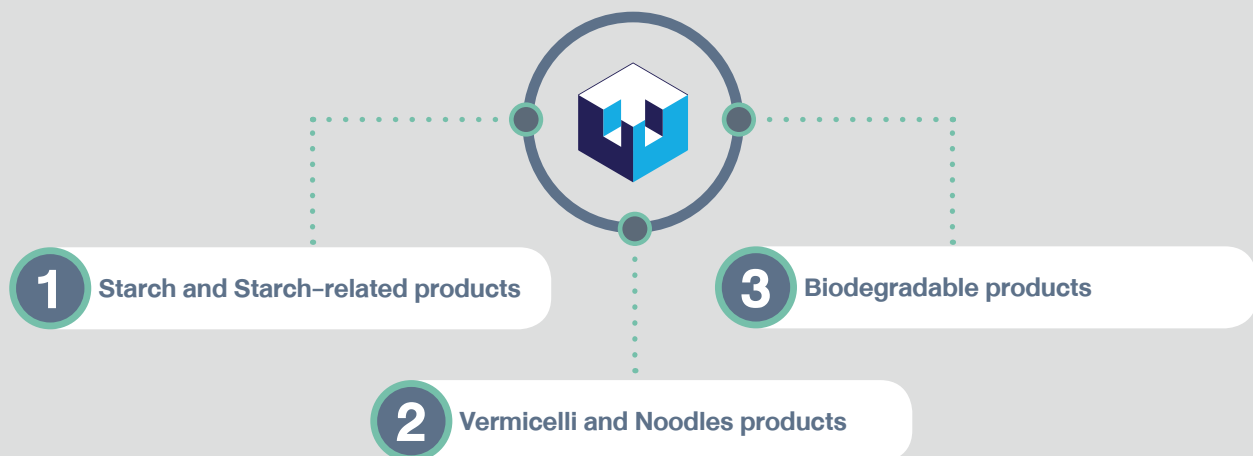 1 Starch and Starch-related products
2 Vermicelli and Noodles products
3 Biodegradable products